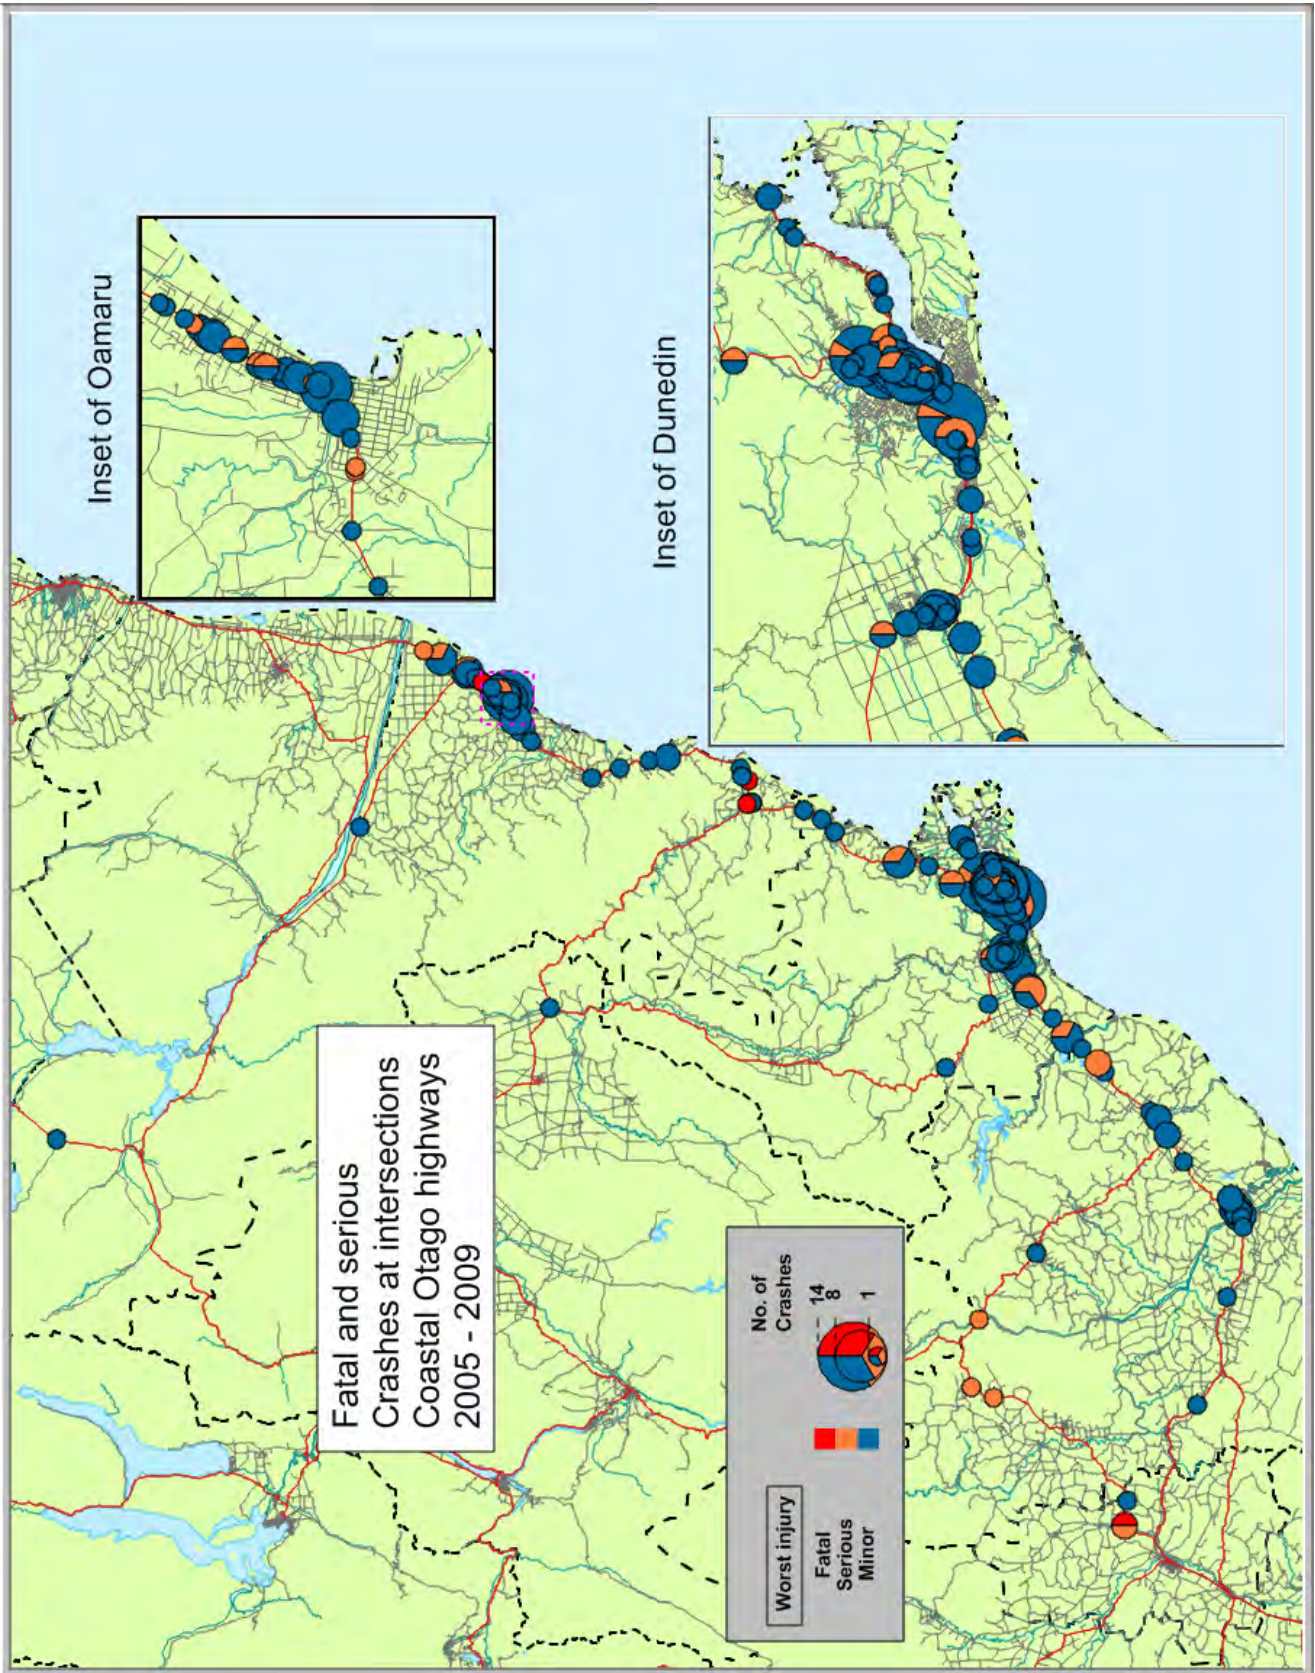 Inset of Oamaru
Inset of Dunedin
Fatal and serious
Crashes at intersections
Coastal Otago highways
2005 - 2009
Worst injury
Fatal
Serious
Minor
No. of
Crashes
14
8
1